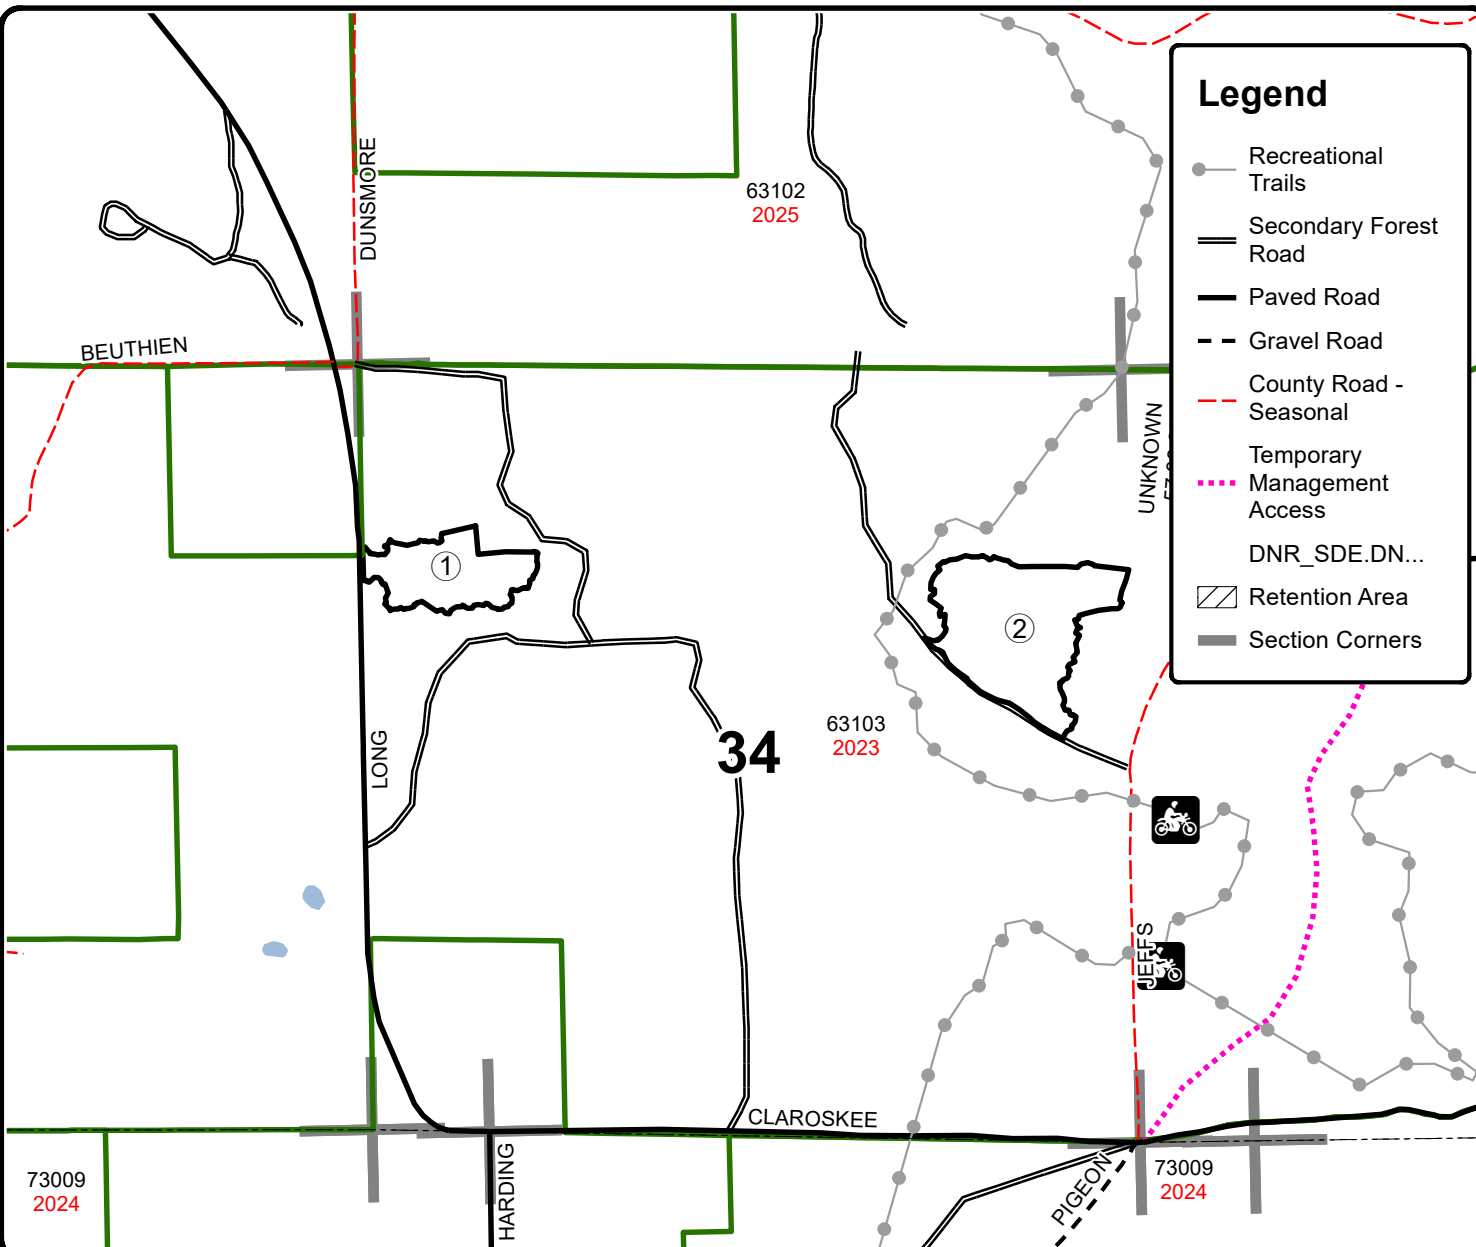 DUNSMORE
63102
2025
BEUTHIEN
Legend
Recreational
Trails
Secondary Forest
Road
Paved Road
Gravel Road
County Road -
Seasonal
Temporary
Management
Access
DNR_SDE.DN...
Retention Area
Section Corners
UNKNOWN
1
2
LONG
34
63103
2023
JEFFS
CLAROSKEE
HARDING
PIGEON
73009
2024
73009
2024